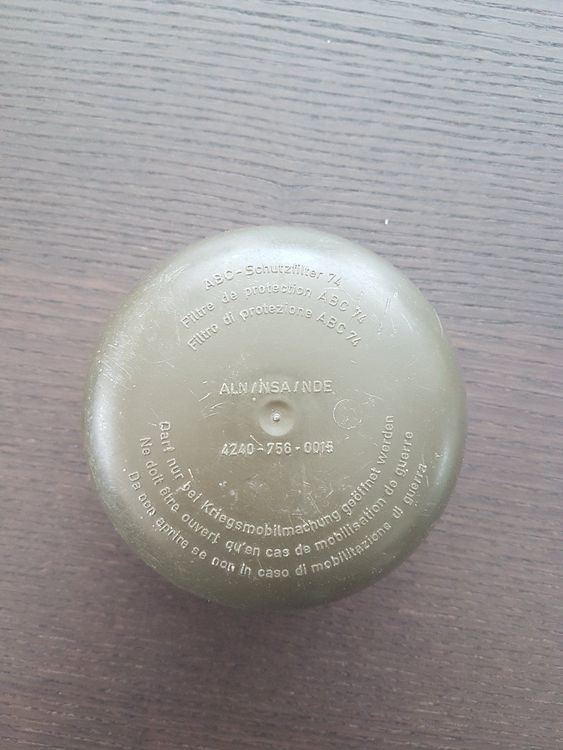 ABC-Schutzfilter 74
Filtre de protection ABC 74
Filtro di protezione ABC 74
ALN/NSA/NDE
4240-756-0015
Darf nur bei Kriegsmobilmachung geöffnet werden
Ne doit être ouvert qu'en cas de mobilisation de guerre
Da non aprire se non in caso di mobilitazione di guerra